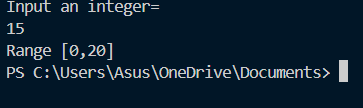 Input an integer=
15
Range [0,20]
PS C:\Users\Asus\OneDrive\Documents>